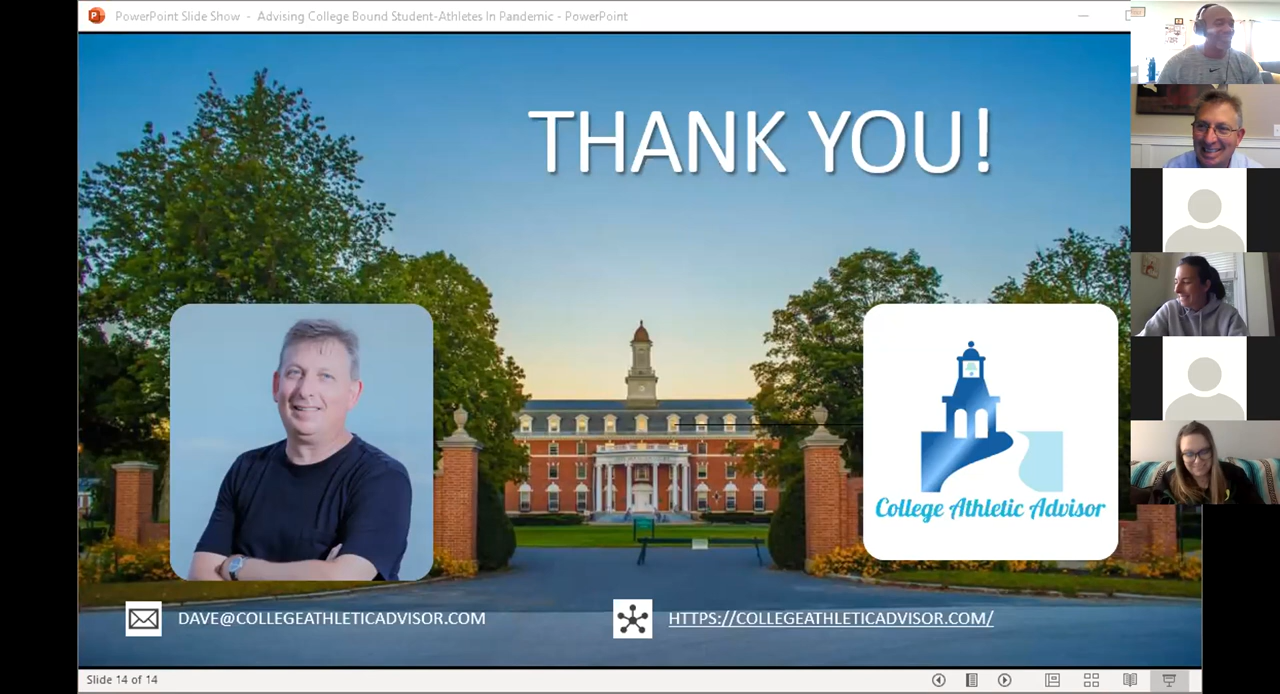 PowerPoint Slide Show - Advising College Bound Student-Athletes In Pandemic - PowerPoint
THANK YOU!
College Athletic Advisor
DAVE@COLLEGEATHLETICADVISOR.COM
HTTPS://COLLEGEATHLETICADVISOR.COM/
Slide 14 of 14